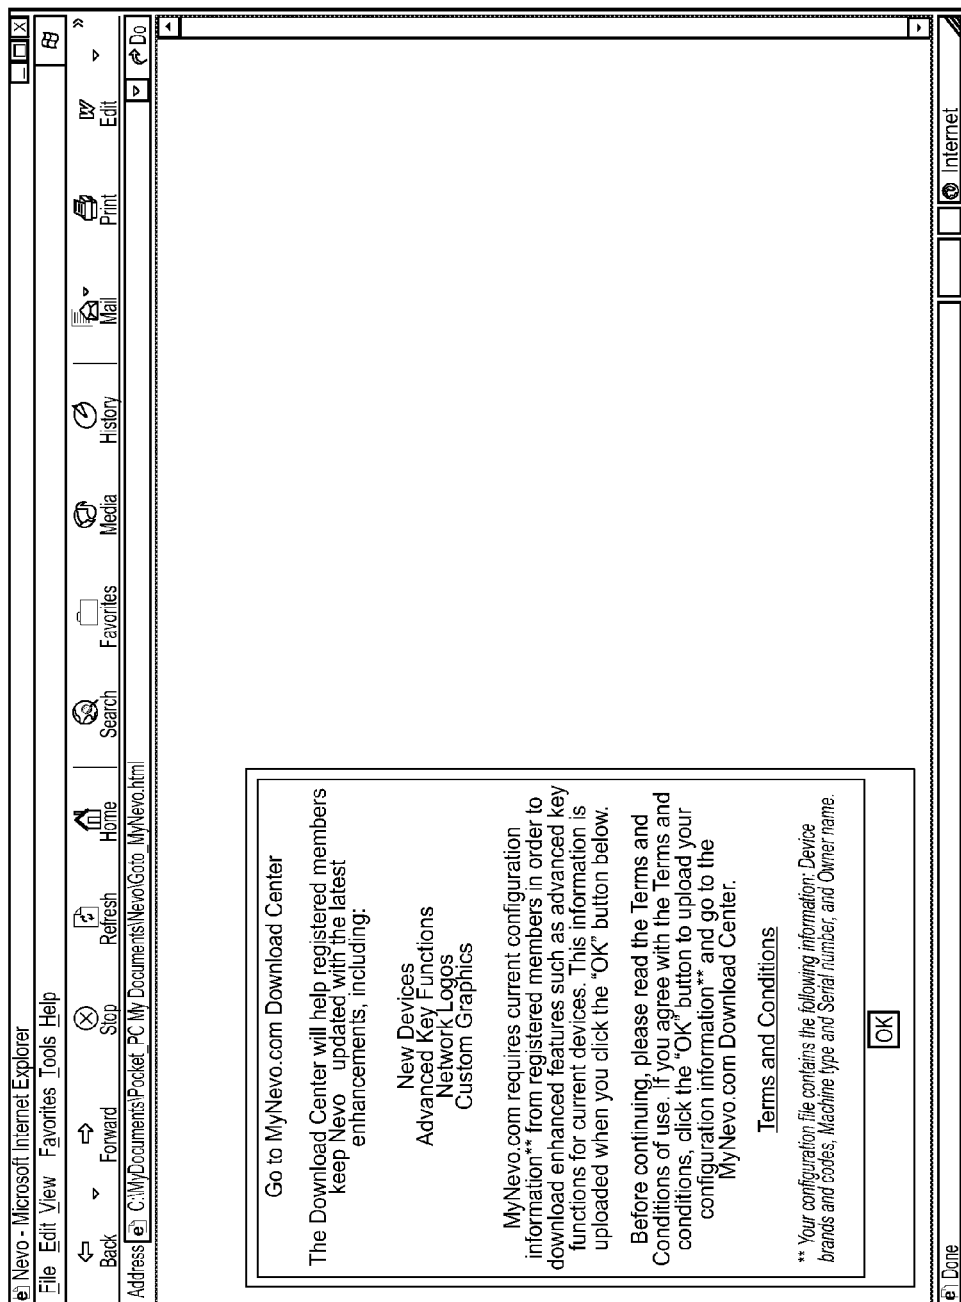 Nevo - Microsoft Internet Explorer
File Edit View Favorites Tools Help
Back Forward Stop Refresh Home Search Favorites Media History Mail Print Edit »
Address C:\MyDocuments\Pocket_PC My Documents\Nevo\Goto_MyNevo.html Do
Go to MyNevo.com Download Center
The Download Center will help registered members
keep Nevo updated with the latest
enhancements, including:
New Devices
Advanced Key Functions
Network Logos
Custom Graphics
MyNevo.com requires current configuration
information** from registered members in order to
download enhanced features such as advanced key
functions for current devices. This information is
uploaded when you click the “OK” button below.
Before continuing, please read the Terms and
Conditions of use. If you agree with the Terms and
conditions, click the “OK” button to upload your
configuration information** and go to the
MyNevo.com Download Center.
Terms and Conditions
** Your configuration file contains the following information; Device
brands and codes, Machine type and Serial number, and Owner name.
OK
Done Internet